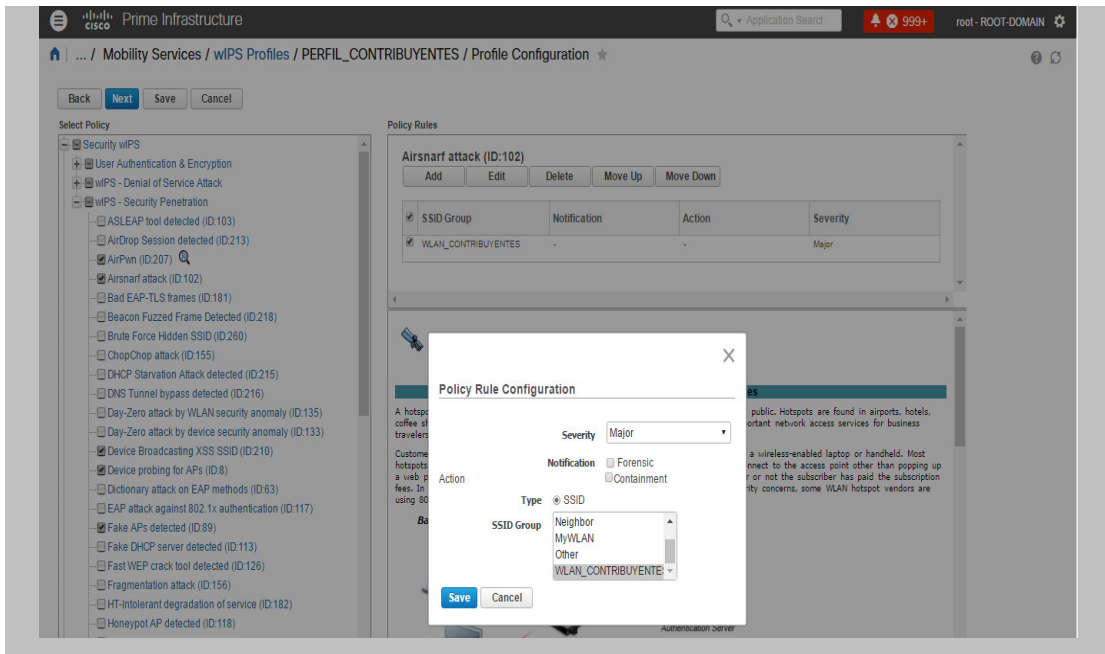 cisco Prime Infrastructure
Application Search
999+
root - ROOT-DOMAIN
... / Mobility Services / wIPS Profiles / PERFIL_CONTRIBUYENTES / Profile Configuration
Back Next Save Cancel
Select Policy
Security wIPS
User Authentication & Encryption
wIPS - Denial of Service Attack
wIPS - Security Penetration
ASLEAP tool detected (ID:103)
AirDrop Session detected (ID:213)
AirPwn (ID:207)
Airsnarf attack (ID:102)
Bad EAP-TLS frames (ID:181)
Beacon Fuzzed Frame Detected (ID:218)
Brute Force Hidden SSID (ID:260)
ChopChop attack (ID:155)
DHCP Starvation Attack detected (ID:215)
DNS Tunnel bypass detected (ID:216)
Day-Zero attack by WLAN security anomaly (ID:135)
Day-Zero attack by device security anomaly (ID:133)
Device Broadcasting XSS SSID (ID:210)
Device probing for APs (ID:8)
Dictionary attack on EAP methods (ID:63)
EAP attack against 802.1x authentication (ID:117)
Fake APs detected (ID:89)
Fake DHCP server detected (ID:113)
Fast WEP crack tool detected (ID:126)
Fragmentation attack (ID:156)
HT-Intolerant degradation of service (ID:182)
Honeypot AP detected (ID:118)
Policy Rules
Airsnarf attack (ID:102)
Add Edit Delete Move Up Move Down
SSID Group Notification Action Severity
WLAN_CONTRIBUYENTES - - Major
es
A hotspo public. Hotspots are found in airports, hotels,
coffee sh ortant network access services for business
travelers
Custome a wireless-enabled laptop or handheld. Most
hotspots nnect to the access point other than popping up
a web p r or not the subscriber has paid the subscription
fees. In rity concerns, some WLAN hotspot vendors are
using 80
Ba
Authentication Server
X
Policy Rule Configuration
Severity Major
Notification Forensic
Action Containment
Type SSID
SSID Group Neighbor
MyWLAN
Other
WLAN_CONTRIBUYENTES
Save Cancel